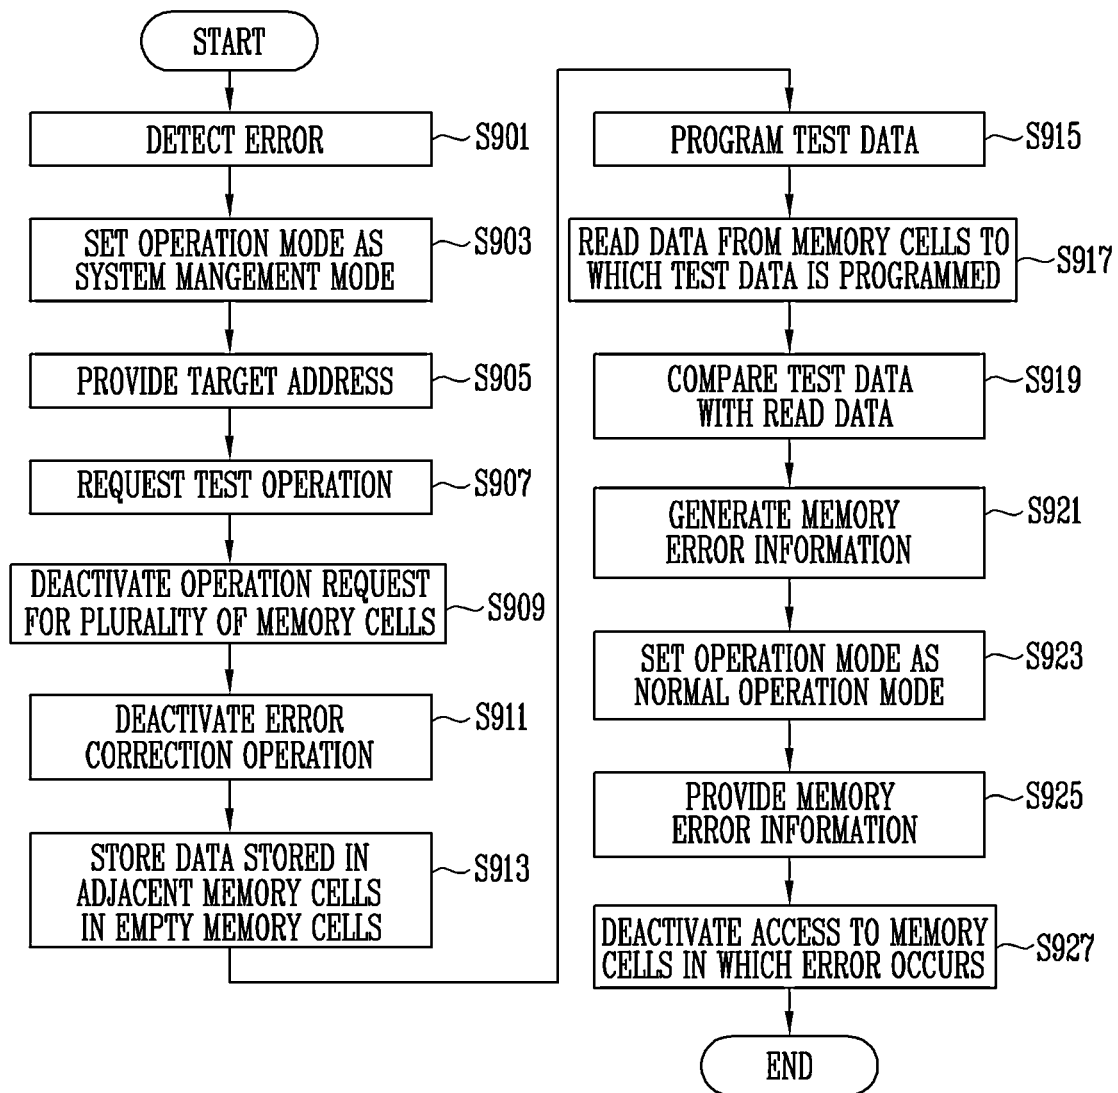 START
DETECT ERROR
S901
SET OPERATION MODE AS
SYSTEM MANGEMENT MODE
S903
PROVIDE TARGET ADDRESS
S905
REQUEST TEST OPERATION
S907
DEACTIVATE OPERATION REQUEST
FOR PLURALITY OF MEMORY CELLS
S909
DEACTIVATE ERROR
CORRECTION OPERATION
S911
STORE DATA STORED IN
ADJACENT MEMORY CELLS
IN EMPTY MEMORY CELLS
S913
PROGRAM TEST DATA
S915
READ DATA FROM MEMORY CELLS TO
WHICH TEST DATA IS PROGRAMMED
S917
COMPARE TEST DATA
WITH READ DATA
S919
GENERATE MEMORY
ERROR INFORMATION
S921
SET OPERATION MODE AS
NORMAL OPERATION MODE
S923
PROVIDE MEMORY
ERROR INFORMATION
S925
DEACTIVATE ACCESS TO MEMORY
CELLS IN WHICH ERROR OCCURS
S927
END